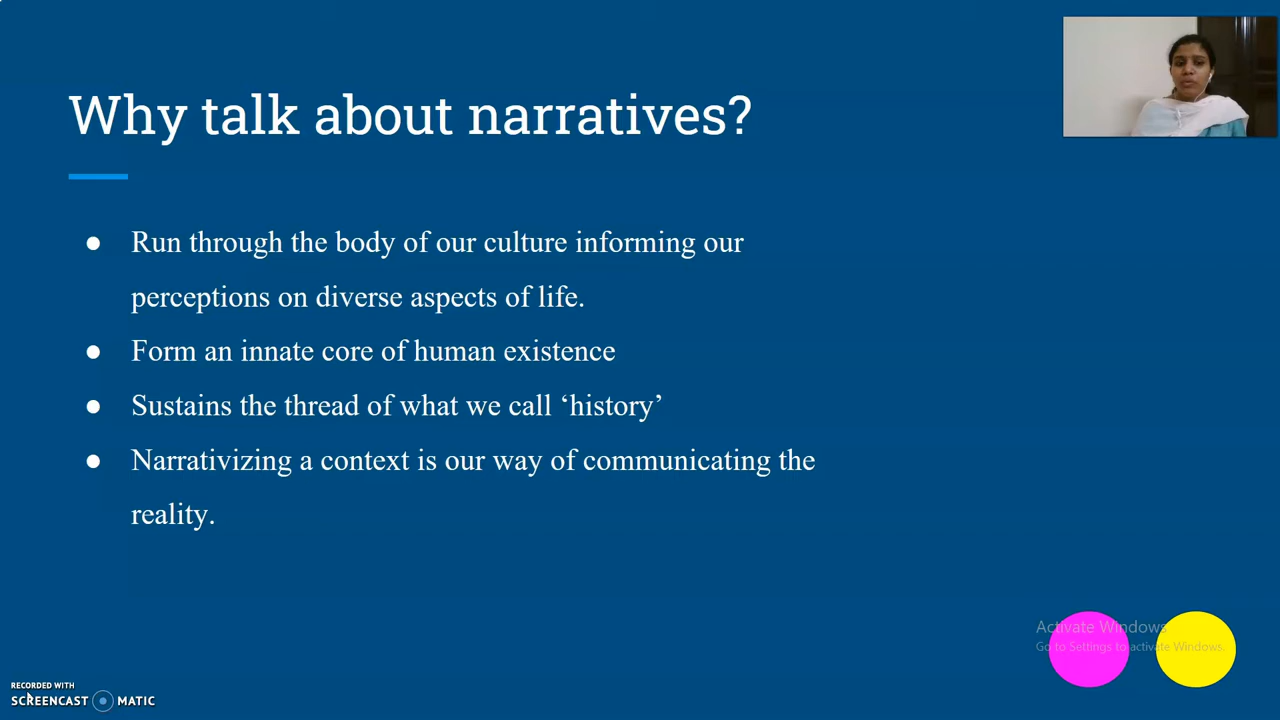 Why talk about narratives?
● Run through the body of our culture informing our
perceptions on diverse aspects of life.
● Form an innate core of human existence
● Sustains the thread of what we call ‘history’
● Narrativizing a context is our way of communicating the
reality.
Activate Windows
Go to Settings to activate Windows.
RECORDED WITH
SCREENCAST MATIC